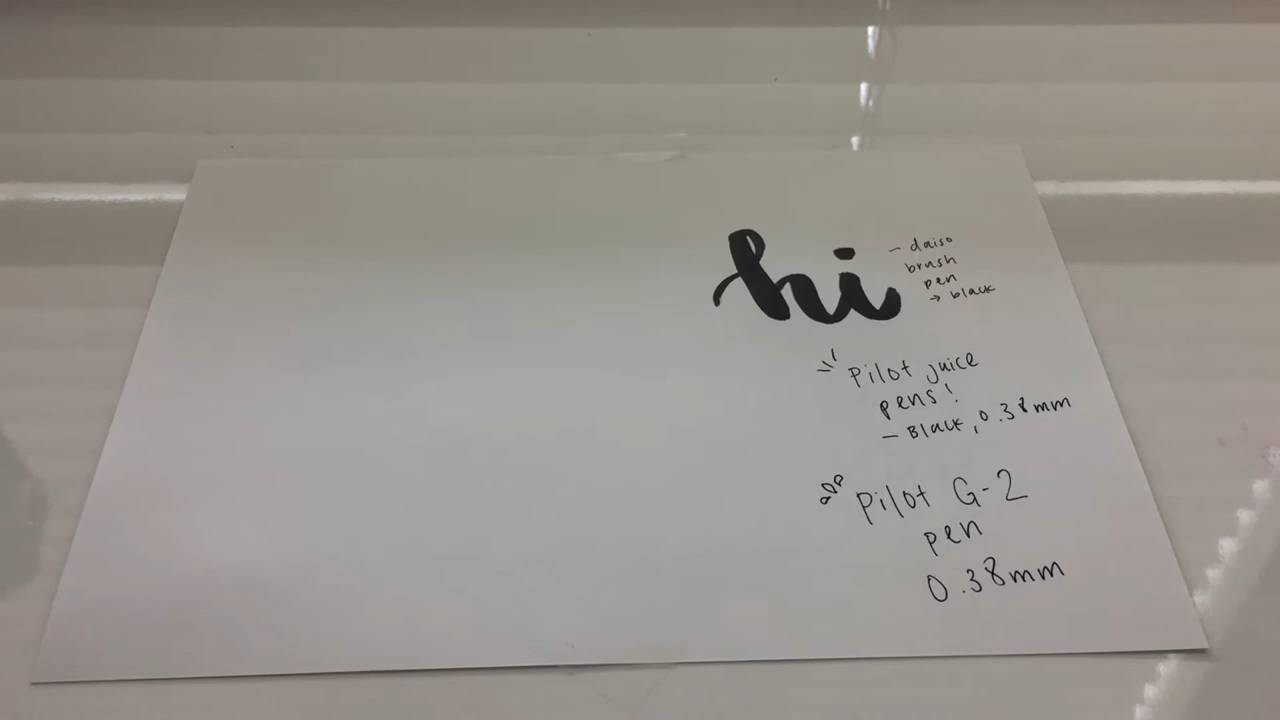 hi
- daiso
brush
pen
→ black
Pilot juice
pens!
- Black, 0.38mm
Pilot G-2
pen
0.38mm